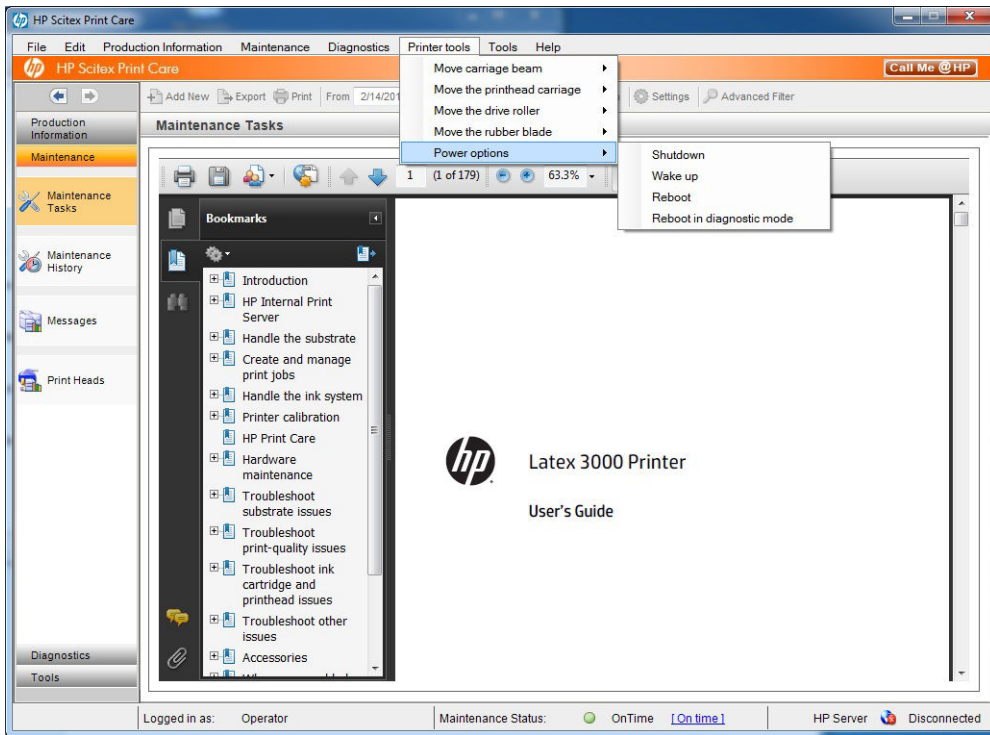 HP Scitex Print Care
File Edit Production Information Maintenance Diagnostics Printer tools Tools Help
hp HP Scitex Print Care
Call Me @ HP
Add New Export Print From 2/14/201
Settings Advanced Filter
Move carriage beam
Move the printhead carriage
Move the drive roller
Move the rubber blade
Power options
Shutdown
Wake up
Reboot
Reboot in diagnostic mode
Production
Information
Maintenance
Maintenance
Tasks
Maintenance
History
Messages
Print Heads
Diagnostics
Tools
Maintenance Tasks
1 (1 of 179) 63.3%
Bookmarks
Introduction
HP Internal Print
Server
Handle the substrate
Create and manage
print jobs
Handle the ink system
Printer calibration
HP Print Care
Hardware
maintenance
Troubleshoot
substrate issues
Troubleshoot
print-quality issues
Troubleshoot ink
cartridge and
printhead issues
Troubleshoot other
issues
Accessories
hp
Latex 3000 Printer
User's Guide
Logged in as: Operator
Maintenance Status: OnTime [ On time ]
HP Server Disconnected